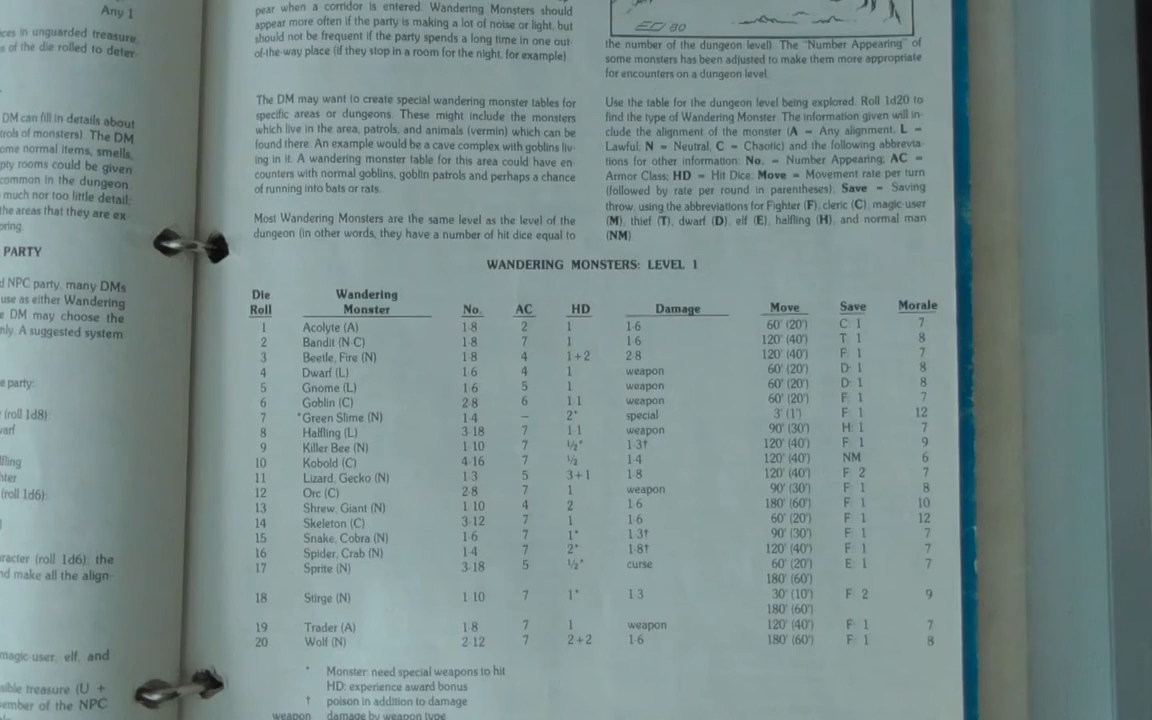 Any 1
ces in unguarded treasure.
s of the die rolled to deter
DM can fill in details about
trols of monsters). The DM
ome normal items, smells,
pty rooms could be given
common in the dungeon.
much nor too little detail;
the areas that they are ex
oring.
PARTY
d NPC party, many DMs
use as either Wandering
e DM may choose the
nly. A suggested system
e party:
(roll 1d8)
varf
lfling
hter
(roll 1d6):
racter (roll 1d6); the
nd make all the align
magic-user, elf, and
sible treasure (U +
ember of the NPC
pear when a corridor is entered. Wandering Monsters should
appear more often if the party is making a lot of noise or light, but
should not be frequent if the party spends a long time in one out-
of-the-way place (if they stop in a room for the night, for example).
The DM may want to create special wandering monster tables for
specific areas or dungeons. These might include the monsters
which live in the area, patrols, and animals (vermin) which can be
found there. An example would be a cave complex with goblins liv-
ing in it. A wandering monster table for this area could have en-
counters with normal goblins, goblin patrols and perhaps a chance
of running into bats or rats.
Most Wandering Monsters are the same level as the level of the
dungeon (in other words, they have a number of hit dice equal to
the number of the dungeon level). The "Number Appearing" of
some monsters has been adjusted to make them more appropriate
for encounters on a dungeon level.
Use the table for the dungeon level being explored. Roll 1d20 to
find the type of Wandering Monster. The information given will in-
clude the alignment of the monster (A = Any alignment, L =
Lawful, N = Neutral, C = Chaotic) and the following abbrevia-
tions for other information: No. = Number Appearing; AC =
Armor Class; HD = Hit Dice; Move = Movement rate per turn
(followed by rate per round in parentheses); Save = Saving
throw, using the abbreviations for Fighter (F), cleric (C), magic-user
(M), thief (T), dwarf (D), elf (E), halfling (H), and normal man
(NM)
WANDERING MONSTERS: LEVEL 1
Die Wandering
Roll Monster No. AC HD Damage Move Save Morale
1 Acolyte (A) 1-8 2 1 1-6 60' (20') C: 1 7
2 Bandit (N-C) 1-8 7 1 1-6 120' (40') T: 1 8
3 Beetle, Fire (N) 1-8 4 1+2 2-8 120' (40') F: 1 7
4 Dwarf (L) 1-6 4 1 weapon 60' (20') D: 1 8
5 Gnome (L) 1-6 5 1 weapon 60' (20') D: 1 8
6 Goblin (C) 2-8 6 1-1 weapon 60' (20') F: 1 7
7 *Green Slime (N) 1-4 — 2* special 3' (1') F: 1 12
8 Halfling (L) 3-18 7 1-1 weapon 90' (30') H: 1 7
9 Killer Bee (N) 1-10 7 ½* 1-3† 120' (40') F: 1 9
10 Kobold (C) 4-16 7 ½ 1-4 120' (40') NM 6
11 Lizard, Gecko (N) 1-3 5 3+1 1-8 120' (40') F: 2 7
12 Orc (C) 2-8 7 1 weapon 90' (30') F: 1 8
13 Shrew, Giant (N) 1-10 4 2 1-6 180' (60') F: 1 10
14 Skeleton (C) 3-12 7 1 1-6 60' (20') F: 1 12
15 Snake, Cobra (N) 1-6 7 1* 1-3† 90' (30') F: 1 7
16 Spider, Crab (N) 1-4 7 2* 1-8† 120' (40') F: 1 7
17 Sprite (N) 3-18 5 ½* curse 60' (20') E: 1 7
180' (60')
18 Stirge (N) 1-10 7 1* 1-3 30' (10') F: 2 9
180' (60')
19 Trader (A) 1-8 7 1 weapon 120' (40') F: 1 7
20 Wolf (N) 2-12 7 2+2 1-6 180' (60') F: 1 8
* Monster: need special weapons to hit
HD: experience award bonus
† poison in addition to damage
weapon damage by weapon type